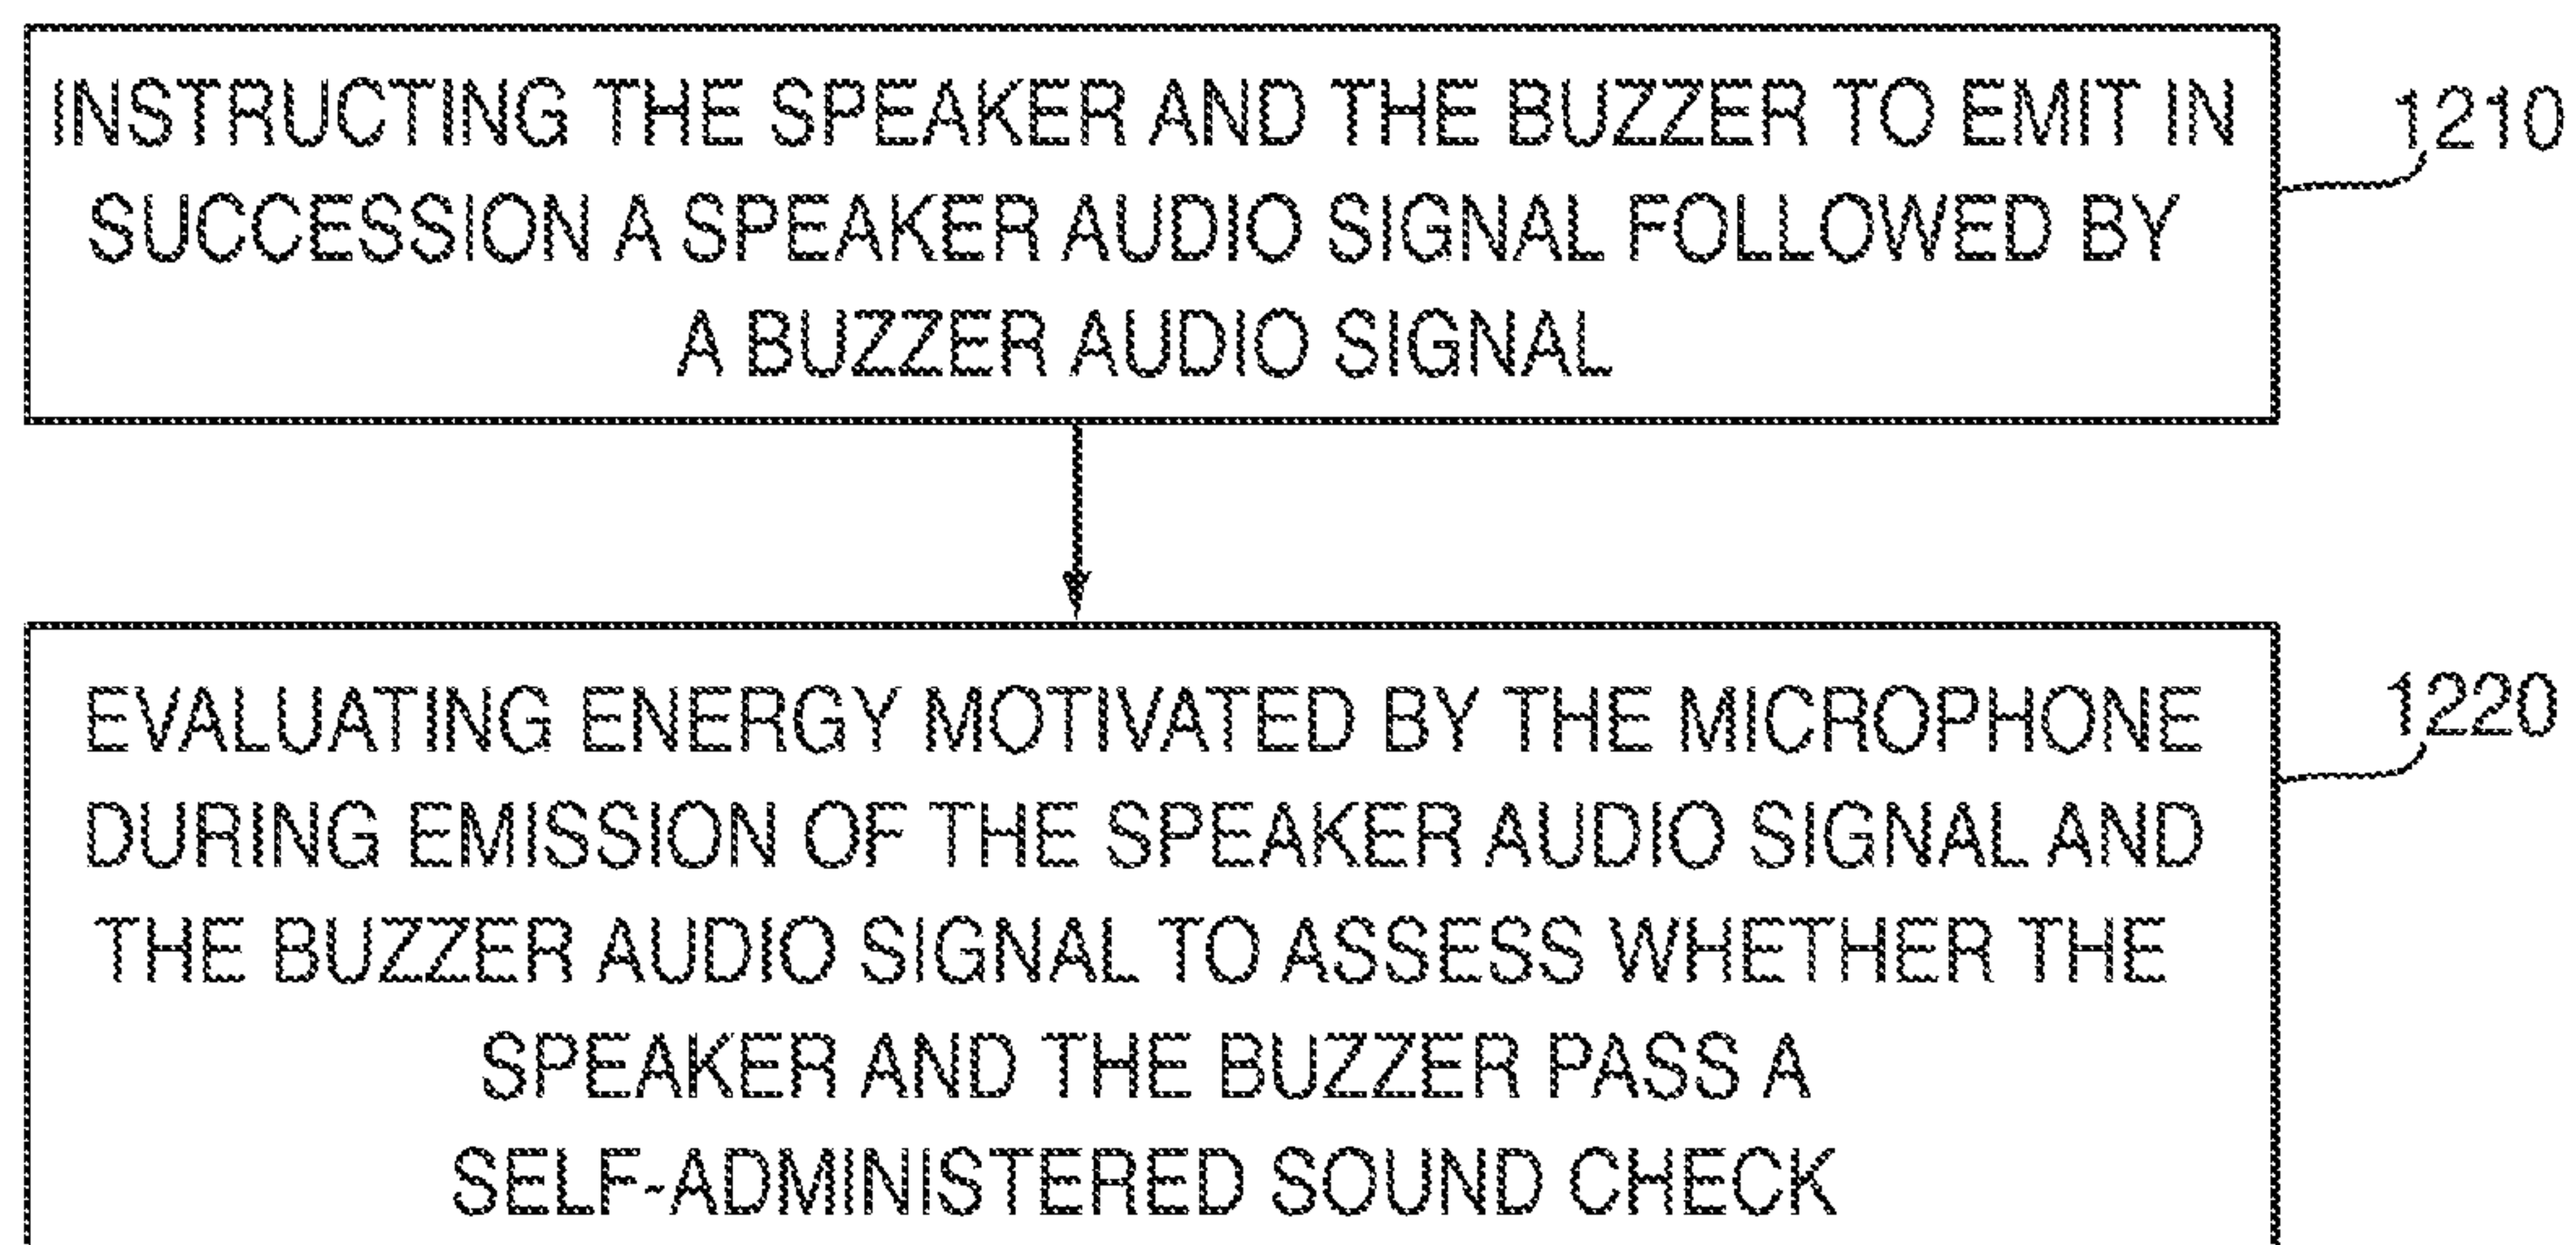 INSTRUCTING THE SPEAKER AND THE BUZZER TO EMIT IN
SUCCESSION A SPEAKER AUDIO SIGNAL FOLLOWED BY
A BUZZER AUDIO SIGNAL
1210
EVALUATING ENERGY MOTIVATED BY THE MICROPHONE
DURING EMISSION OF THE SPEAKER AUDIO SIGNAL AND
THE BUZZER AUDIO SIGNAL TO ASSESS WHETHER THE
SPEAKER AND THE BUZZER PASS A
SELF-ADMINISTERED SOUND CHECK
1220